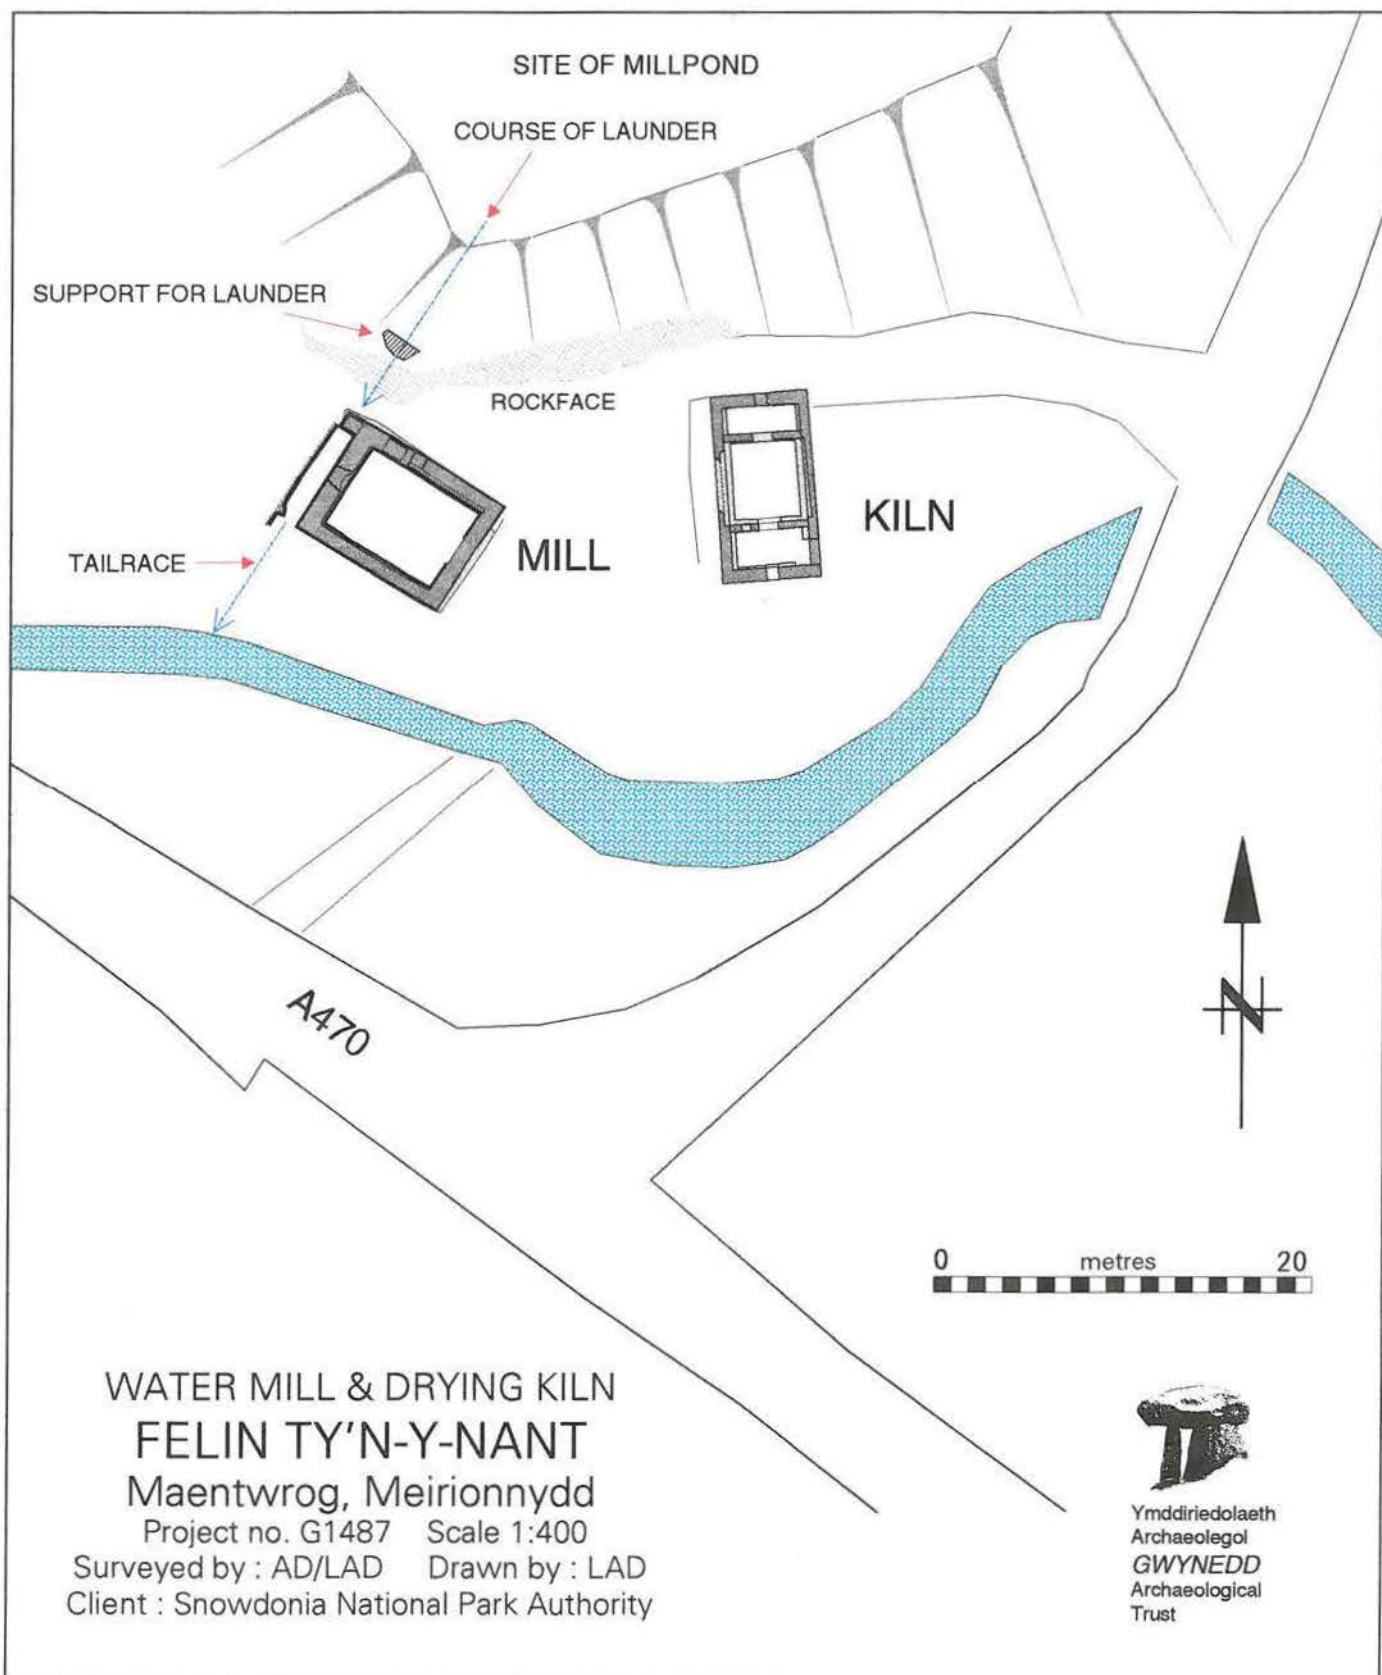 SITE OF MILLPOND
COURSE OF LAUNDER
SUPPORT FOR LAUNDER
ROCKFACE
KILN
MILL
TAILRACE
A470
N
0 metres 20
WATER MILL & DRYING KILN
FELIN TY'N-Y-NANT
Maentwrog, Meirionnydd
Project no. G1487 Scale 1:400
Surveyed by : AD/LAD Drawn by : LAD
Client : Snowdonia National Park Authority
Ymddiriedolaeth
Archaeolegol
GWYNEDD
Archaeological
Trust